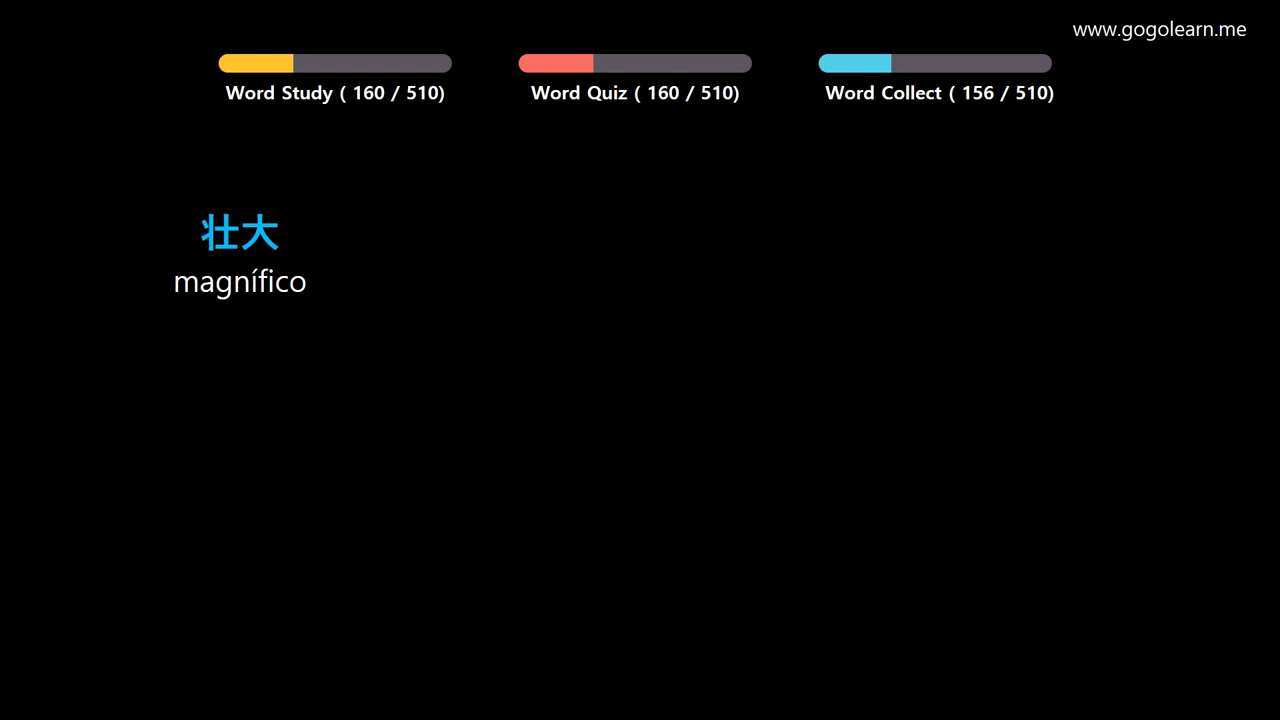 www.gogolearn.me
Word Study ( 160 / 510)
Word Quiz ( 160 / 510)
Word Collect ( 156 / 510)
壮大
magnífico